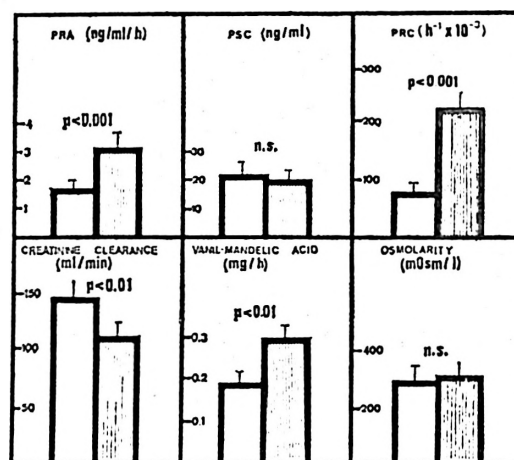 PRA (ng/ml/h)
4
p<0.001
3
2
1
PSC (ng/ml)
n.s.
30
20
10
PRC (h⁻¹ x 10⁻³)
300
p<0 001
200
100
CREATININE CLEARANCE
(ml/min)
p<0.01
150
100
50
VANIL-MANDELIC ACID
(mg/h)
p<0.01
0.3
0.2
0.1
OSMOLARITY
(mOsm/l)
n.s.
400
200